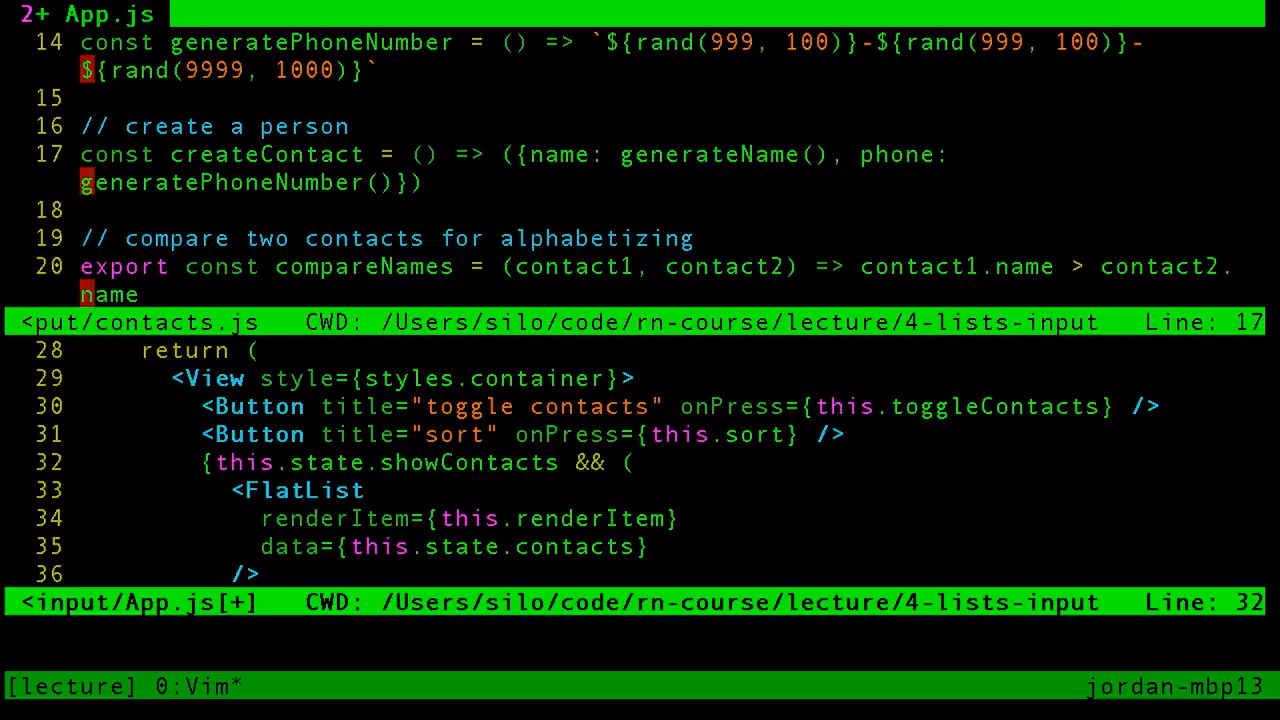 2+ App.js
14 const generatePhoneNumber = () => `${rand(999, 100)}-${rand(999, 100)}-
${rand(9999, 1000)}`
15
16 // create a person
17 const createContact = () => ({name: generateName(), phone:
generatePhoneNumber()})
18
19 // compare two contacts for alphabetizing
20 export const compareNames = (contact1, contact2) => contact1.name > contact2.
name
<put/contacts.js   CWD: /Users/silo/code/rn-course/lecture/4-lists-input   Line: 17
28     return (
29       <View style={styles.container}>
30         <Button title="toggle contacts" onPress={this.toggleContacts} />
31         <Button title="sort" onPress={this.sort} />
32         {this.state.showContacts && (
33           <FlatList
34             renderItem={this.renderItem}
35             data={this.state.contacts}
36           />
<input/App.js[+]   CWD: /Users/silo/code/rn-course/lecture/4-lists-input   Line: 32
[lecture] 0:Vim* jordan-mbp13